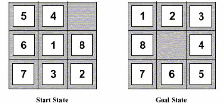 5 4
6 1 8
7 3 2
Start State
1 2 3
8 4
7 6 5
Goal State